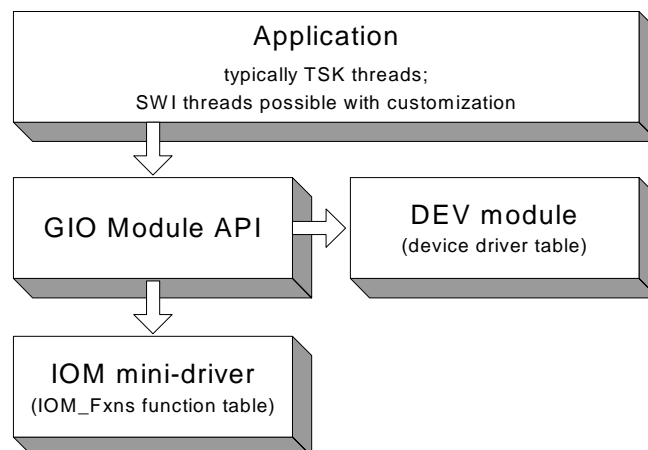 Application
typically TSK threads;
SWI threads possible with customization
GIO Module API
DEV module
(device driver table)
IOM mini-driver
(IOM_Fxns function table)